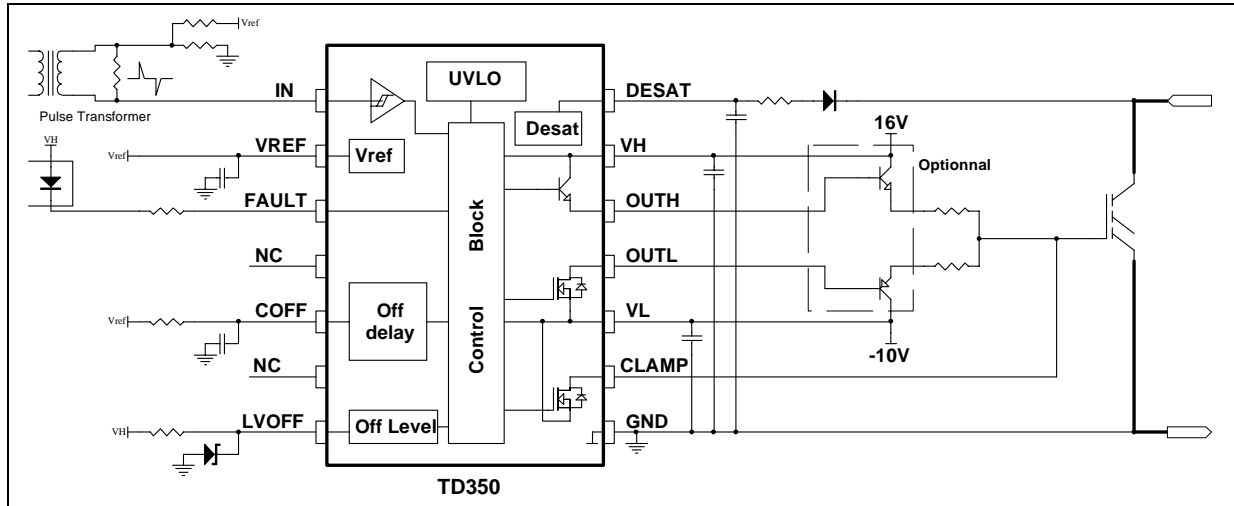 Vref
UVLO
IN
DESAT
Pulse Transformer
Desat
VH
16V
Vref
VREF
Vref
VH
Optionnal
FAULT
OUTH
Control Block
NC
OUTL
Vref
COFF
Off
delay
VL
-10V
NC
CLAMP
VH
LVOFF
Off Level
GND
TD350